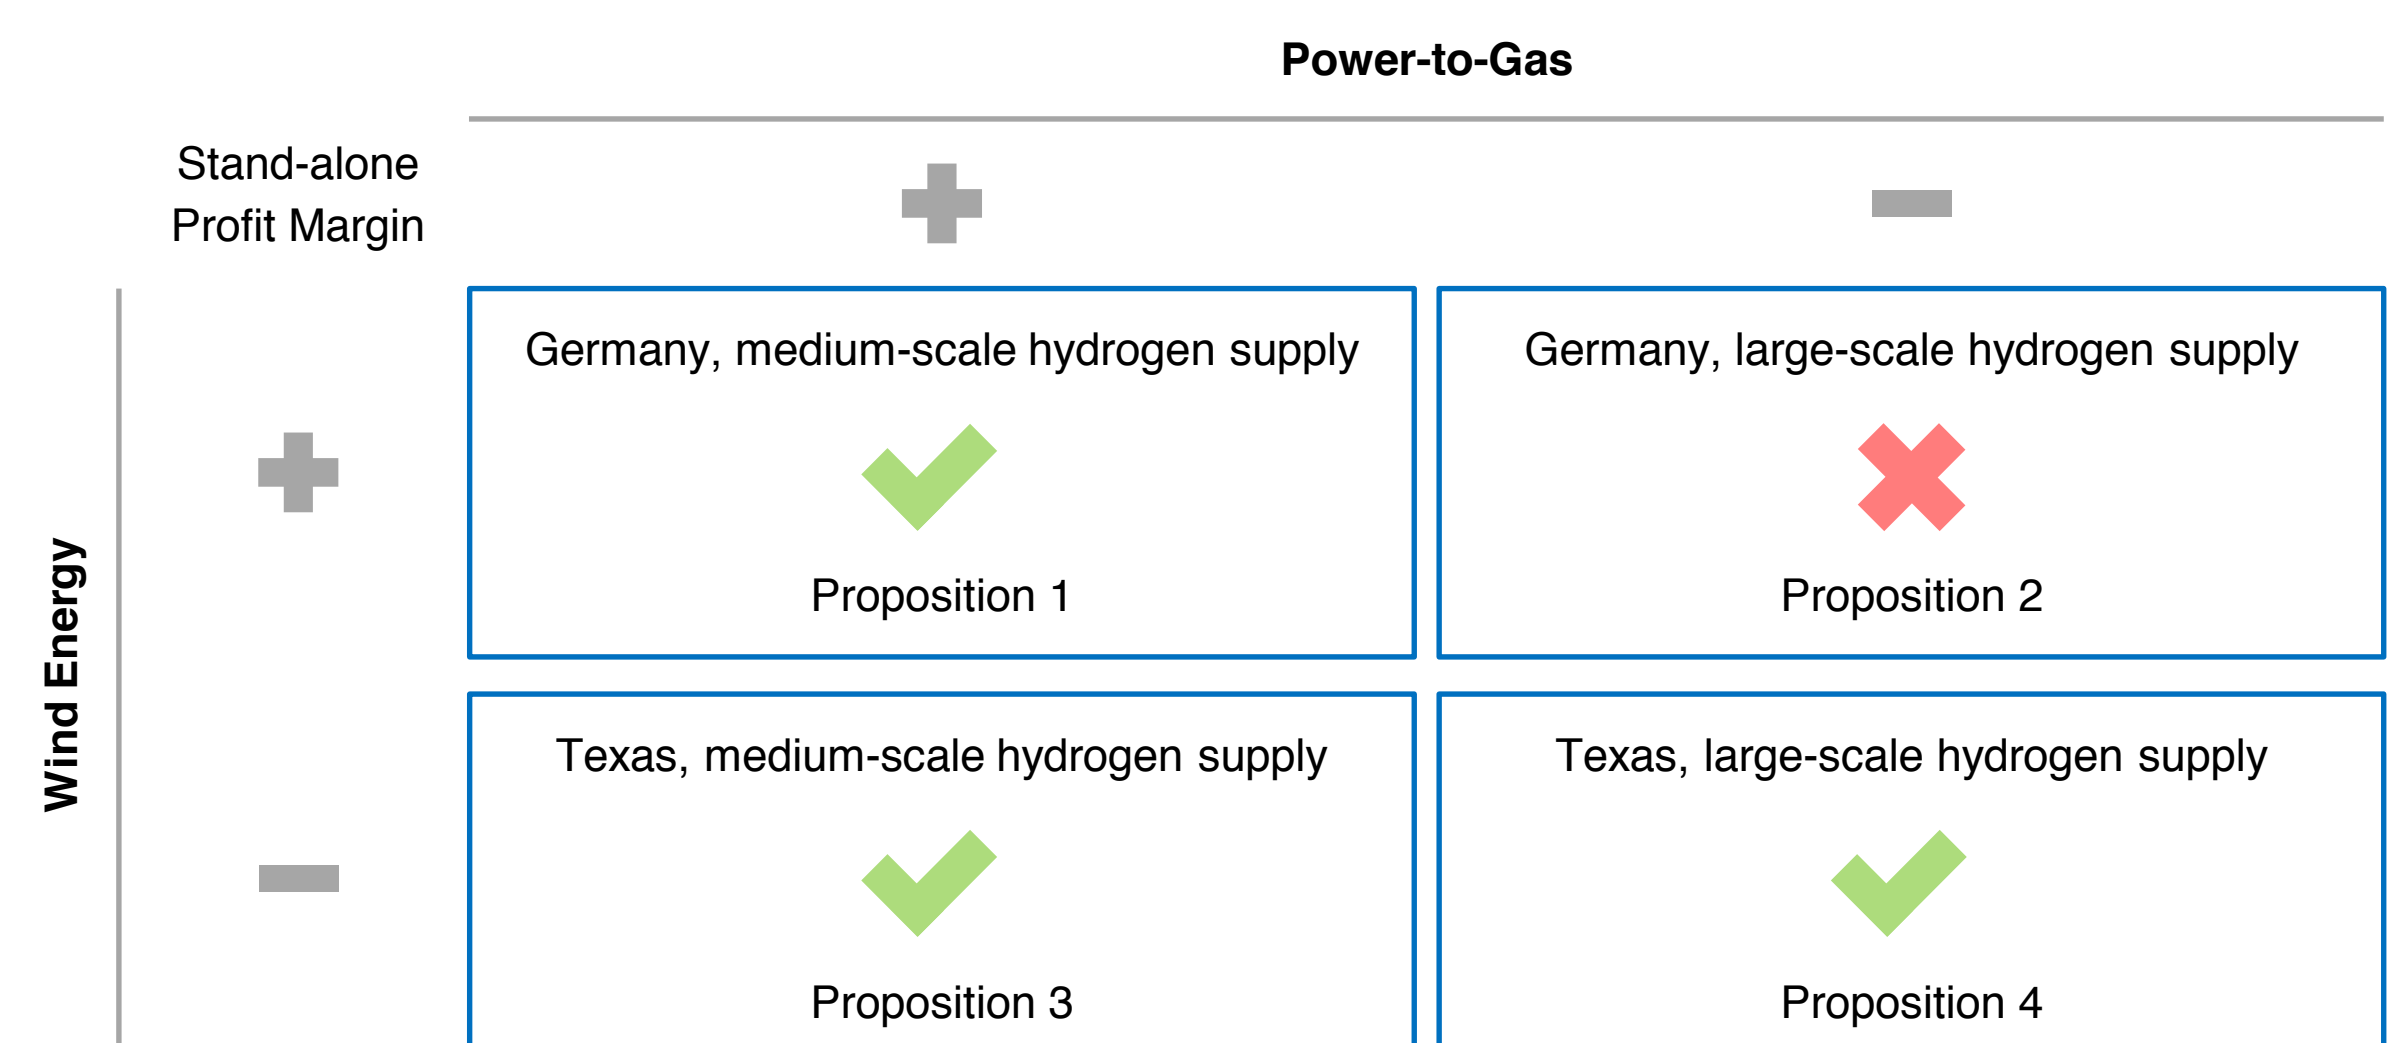 Power-to-Gas
Stand-alone
Profit Margin
Wind Energy
Germany, medium-scale hydrogen supply
Proposition 1
Germany, large-scale hydrogen supply
Proposition 2
Texas, medium-scale hydrogen supply
Proposition 3
Texas, large-scale hydrogen supply
Proposition 4